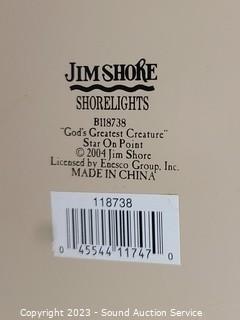 JIM SHORE
SHORELIGHTS
B118738
"God's Greatest Creature"
Star On Point
© 2004 Jim Shore
Licensed by Enesco Group, Inc.
MADE IN CHINA
118738
0 45544 11747 0
Copyright 2023 - Sound Auction Service